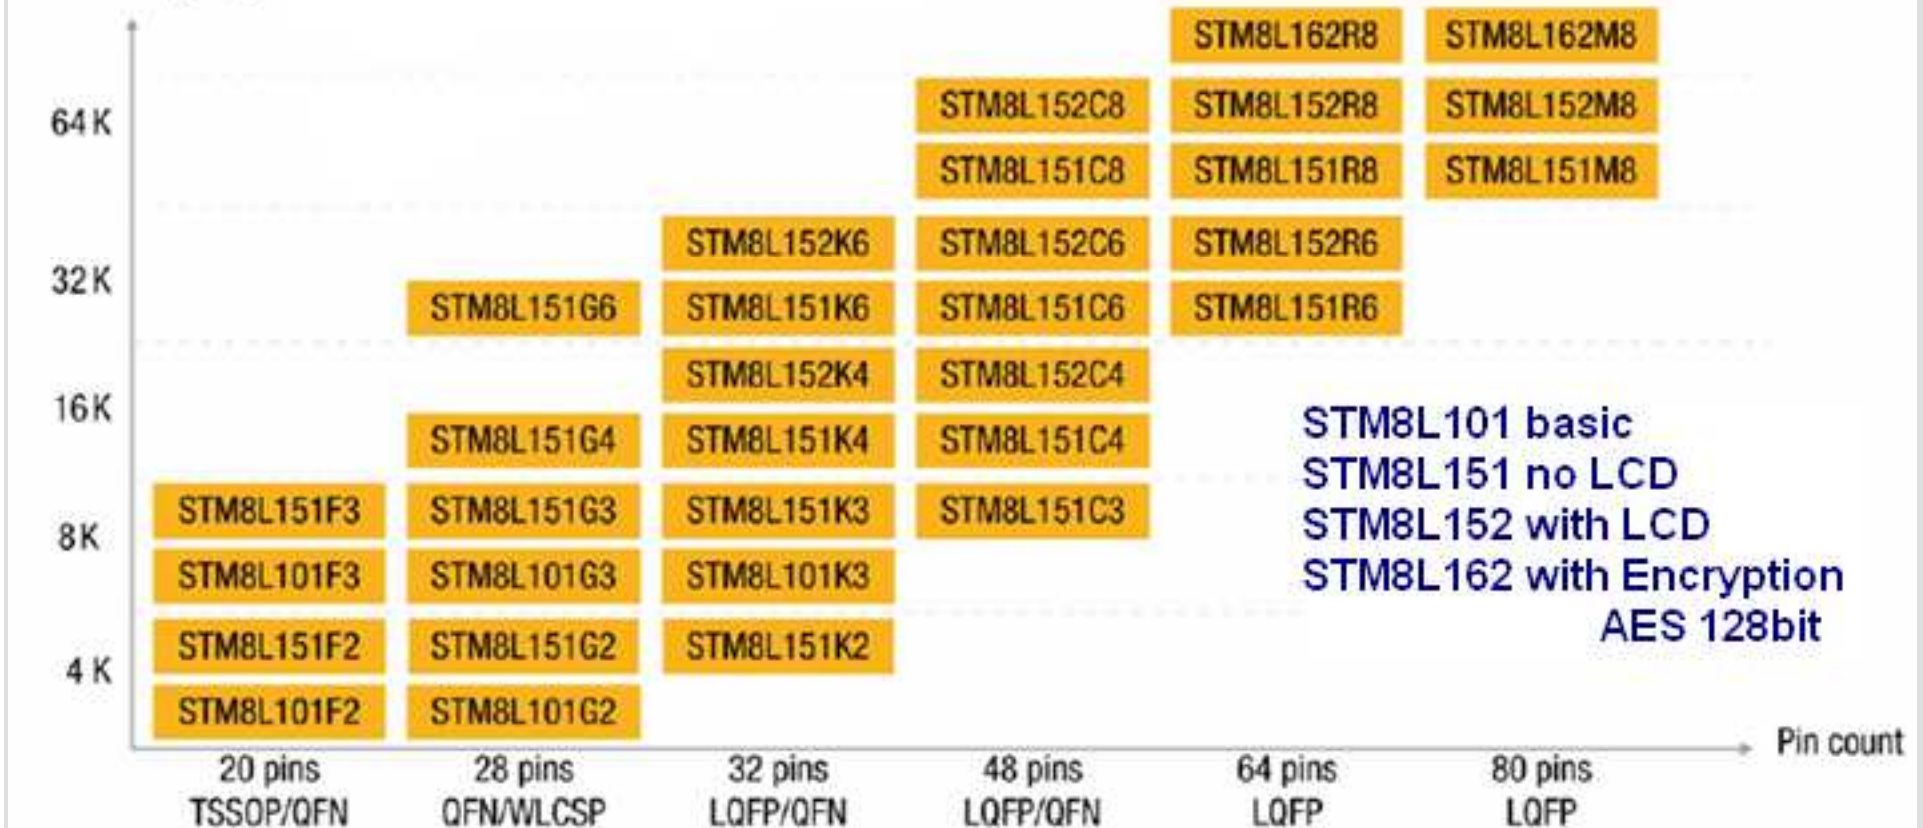 STM8L162R8 STM8L162M8
64 K STM8L152C8 STM8L152R8 STM8L152M8
STM8L151C8 STM8L151R8 STM8L151M8
STM8L152K6 STM8L152C6 STM8L152R6
32 K STM8L151G6 STM8L151K6 STM8L151C6 STM8L151R6
STM8L152K4 STM8L152C4
16 K STM8L151G4 STM8L151K4 STM8L151C4
STM8L151F3 STM8L151G3 STM8L151K3 STM8L151C3
8 K STM8L101F3 STM8L101G3 STM8L101K3
STM8L151F2 STM8L151G2 STM8L151K2
4 K STM8L101F2 STM8L101G2
STM8L101 basic
STM8L151 no LCD
STM8L152 with LCD
STM8L162 with Encryption
AES 128bit
Pin count
20 pins 28 pins 32 pins 48 pins 64 pins 80 pins
TSSOP/QFN QFN/WLCSP LQFP/QFN LQFP/QFN LQFP LQFP